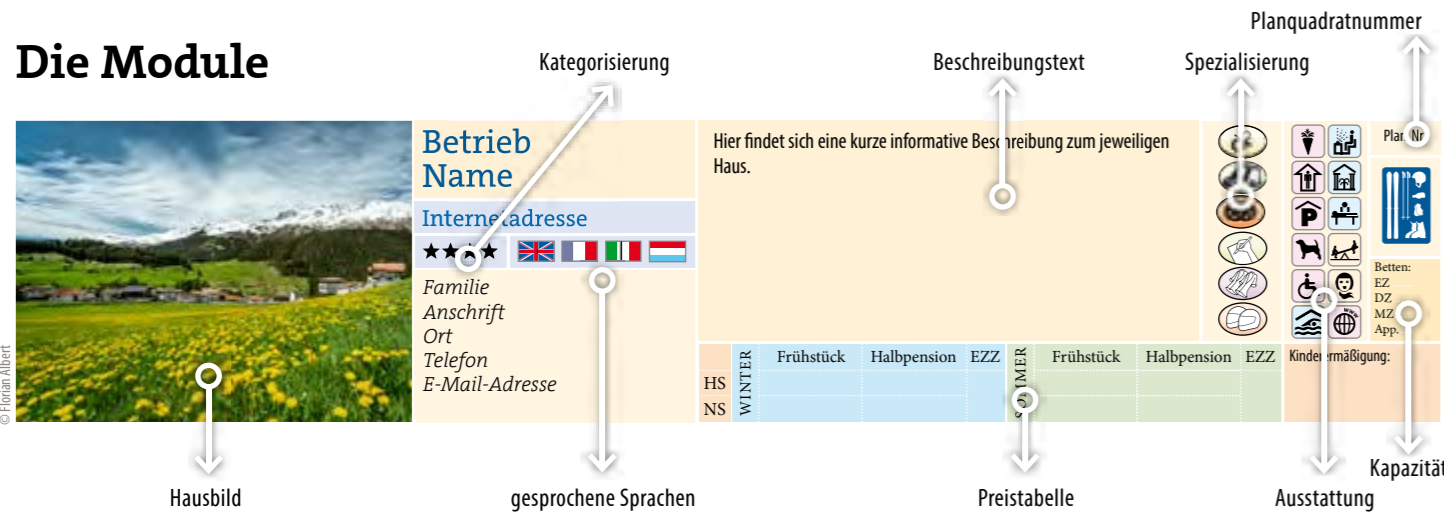 Planquadratnummer
Die Module
Kategorisierung
Beschreibungstext
Spezialisierung
Betrieb
Name
Internetadresse
Familie
Anschrift
Ort
Telefon
E-Mail-Adresse
Hier findet sich eine kurze informative Beschreibung zum jeweiligen
Haus.
Plan Nr
P
www
Betten:
EZ
DZ
MZ
App.
WINTER
Frühstück
Halbpension
EZZ
SOMMER
Frühstück
Halbpension
EZZ
HS
NS
Kinderermäßigung:
© Florian Albert
Hausbild
gesprochene Sprachen
Preistabelle
Ausstattung
Kapazität